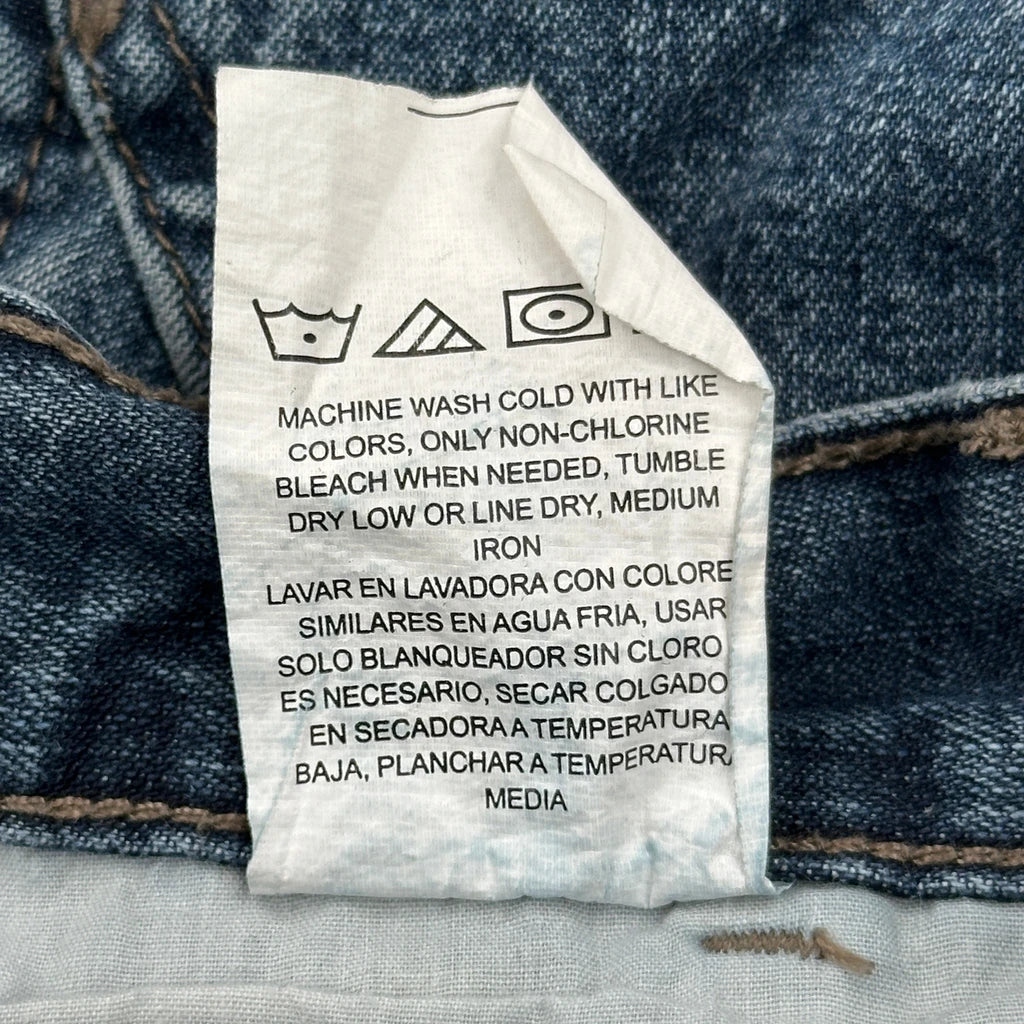 MACHINE WASH COLD WITH LIKE
COLORS, ONLY NON-CHLORINE
BLEACH WHEN NEEDED, TUMBLE
DRY LOW OR LINE DRY, MEDIUM
IRON
LAVAR EN LAVADORA CON COLORE
SIMILARES EN AGUA FRIA, USAR
SOLO BLANQUEADOR SIN CLORO
ES NECESARIO, SECAR COLGADO
EN SECADORA A TEMPERATURA
BAJA, PLANCHAR A TEMPERATUR
MEDIA